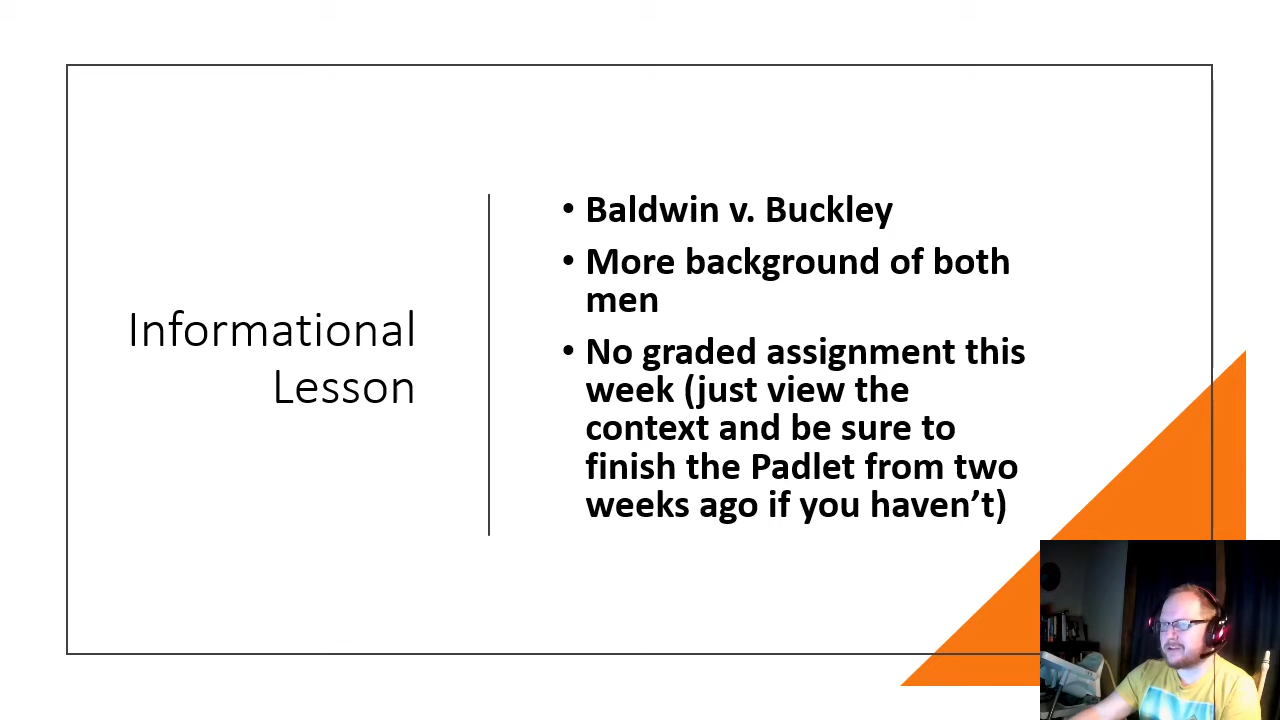 Informational
Lesson
• Baldwin v. Buckley
• More background of both
men
• No graded assignment this
week (just view the
context and be sure to
finish the Padlet from two
weeks ago if you haven’t)